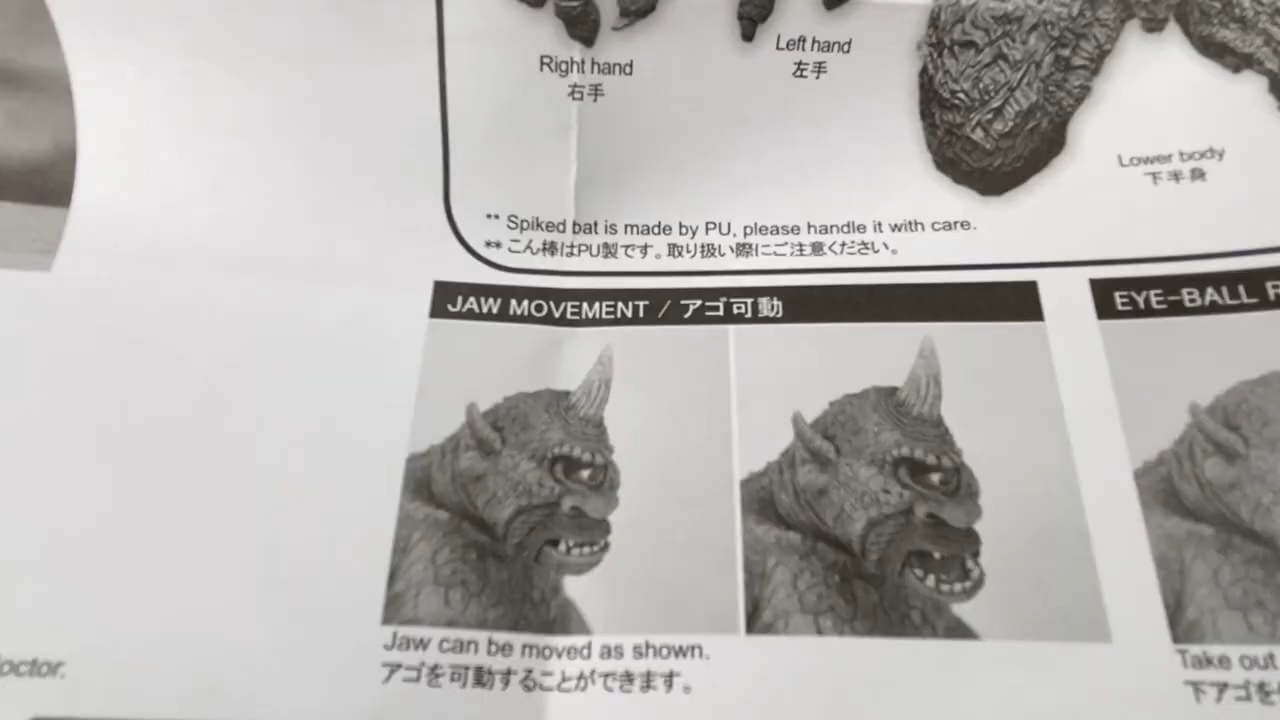 Right hand
右手
Left hand
左手
Lower body
下半身
** Spiked bat is made by PU, please handle it with care.
** こん棒はPU製です。取り扱い際にご注意ください。
JAW MOVEMENT / アゴ可動
EYE-BALL
Jaw can be moved as shown.
アゴを可動することができます。
Take out
下アゴを